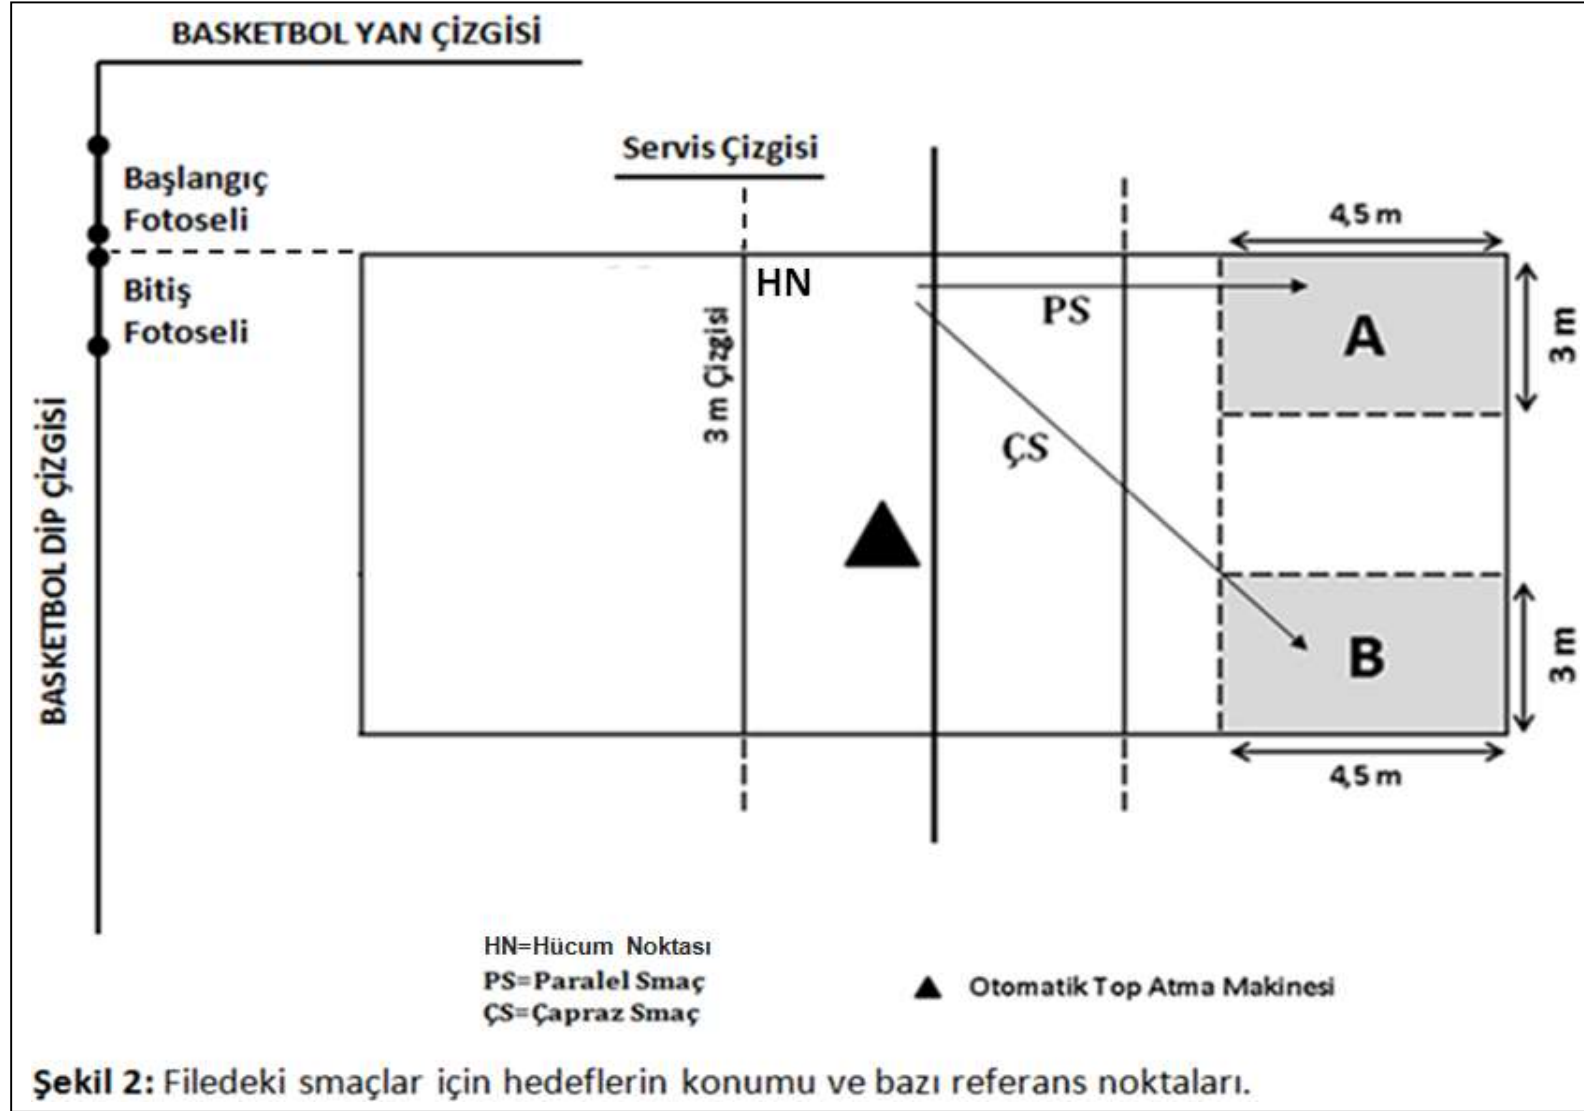 BASKETBOL YAN ÇİZGİSİ
Servis Çizgisi
Başlangıç
Fotoseli
Bitiş
Fotoseli
BASKETBOL DİP ÇİZGİSİ
3 m Çizgisi
HN
PS
ÇS
4,5 m
A
3 m
B
3 m
4,5 m
HN=Hücum Noktası
PS=Paralel Smaç
ÇS=Çapraz Smaç
Otomatik Top Atma Makinesi
Şekil 2: Filedeki smaçlar için hedeflerin konumu ve bazı referans noktaları.